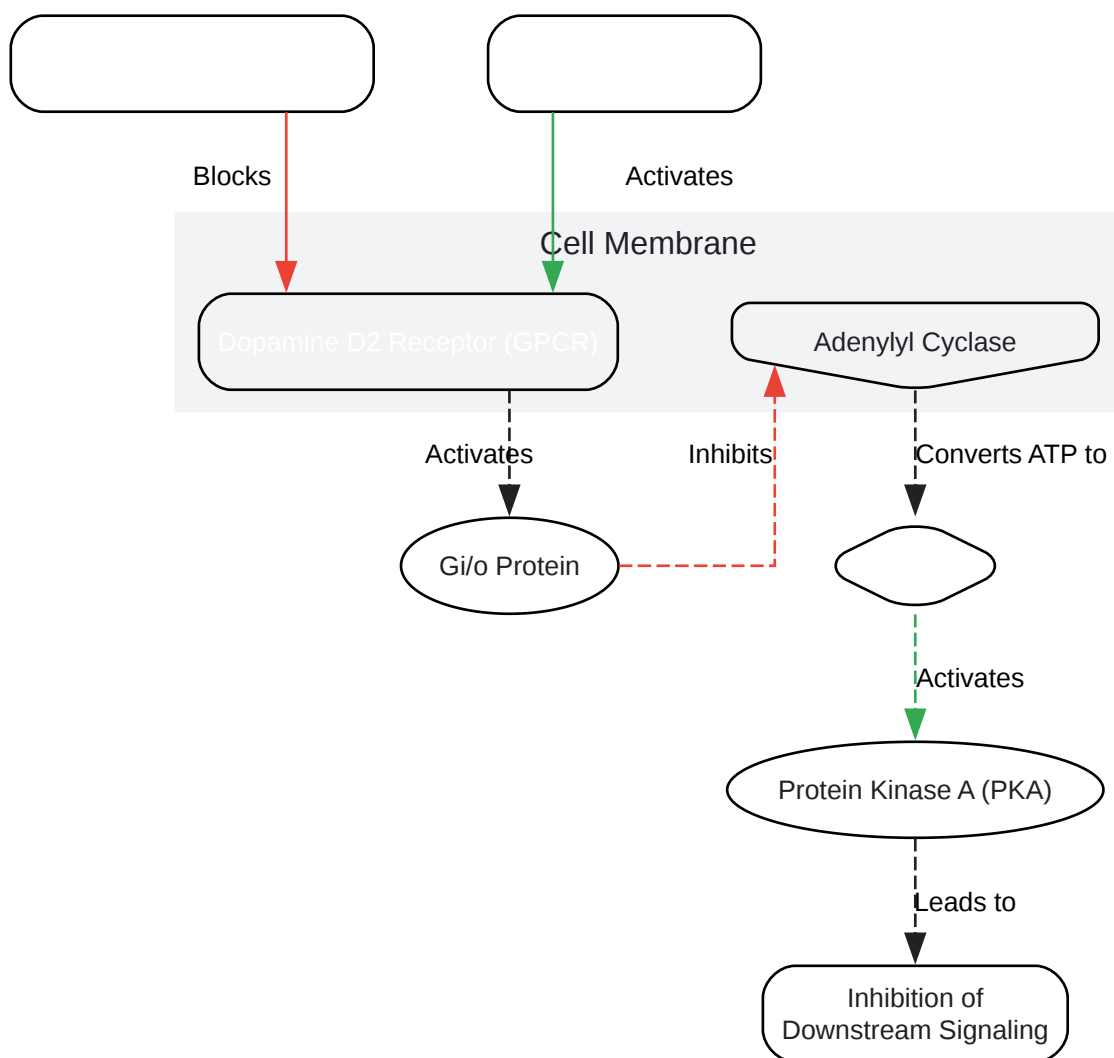 Blocks
Activates
Cell Membrane
Dopamine D2 Receptor (GPCR)
Adenylyl Cyclase
Activates
Inhibits
Converts ATP to
Gi/o Protein
Activates
Protein Kinase A (PKA)
Leads to
Inhibition of
Downstream Signaling